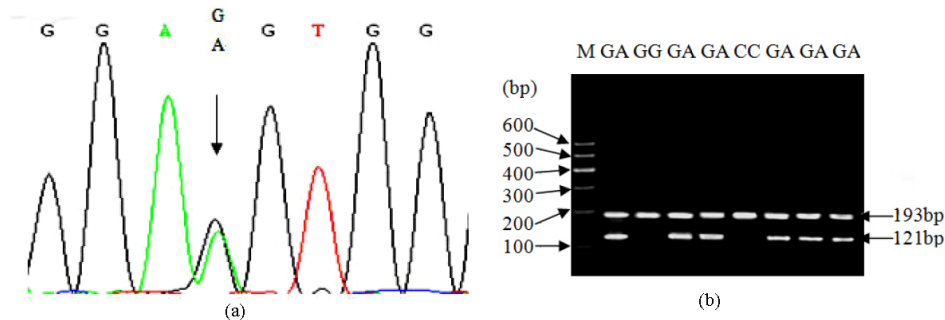 G G A G A G T G G
(a)
M GA GG GA GA CC GA GA GA
(bp)
600
500
400
300
200
100
193bp
121bp
(b)